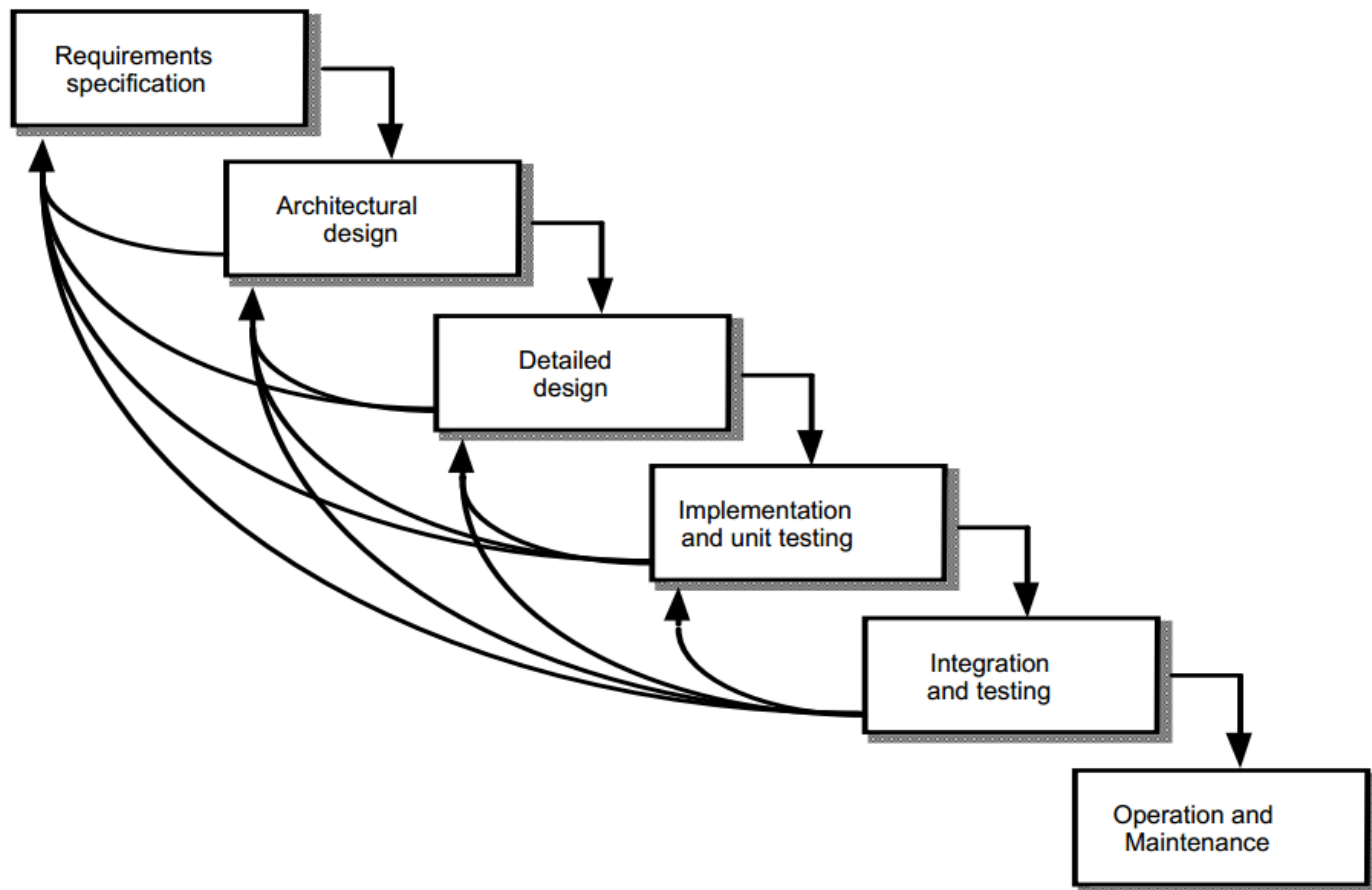 Requirements
specification
Architectural
design
Detailed
design
Implementation
and unit testing
Integration
and testing
Operation and
Maintenance